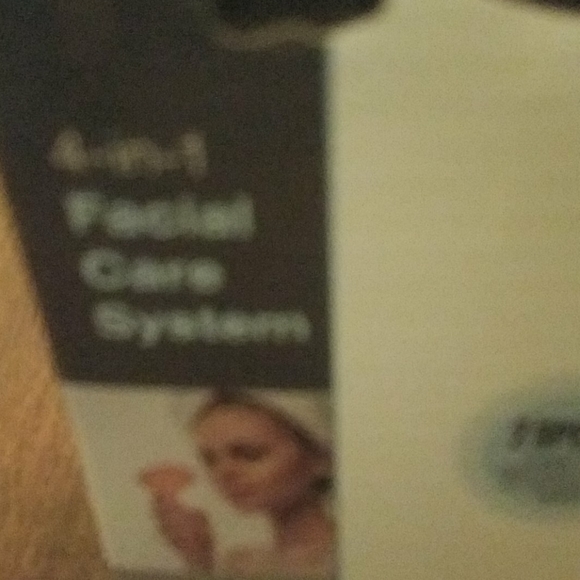 4-in-1
Facial
Care
System